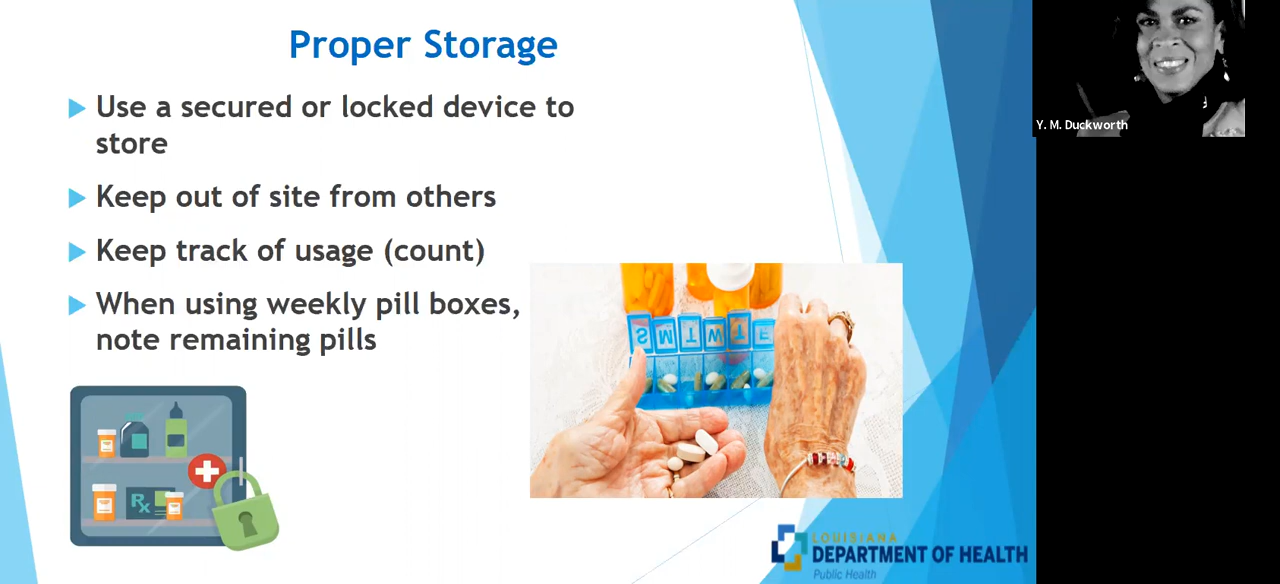 Proper Storage
Use a secured or locked device to
store
Keep out of site from others
Keep track of usage (count)
When using weekly pill boxes,
note remaining pills
S M T W T F
Rx
LOUISIANA
DEPARTMENT OF HEALTH
Public Health
Y. M. Duckworth